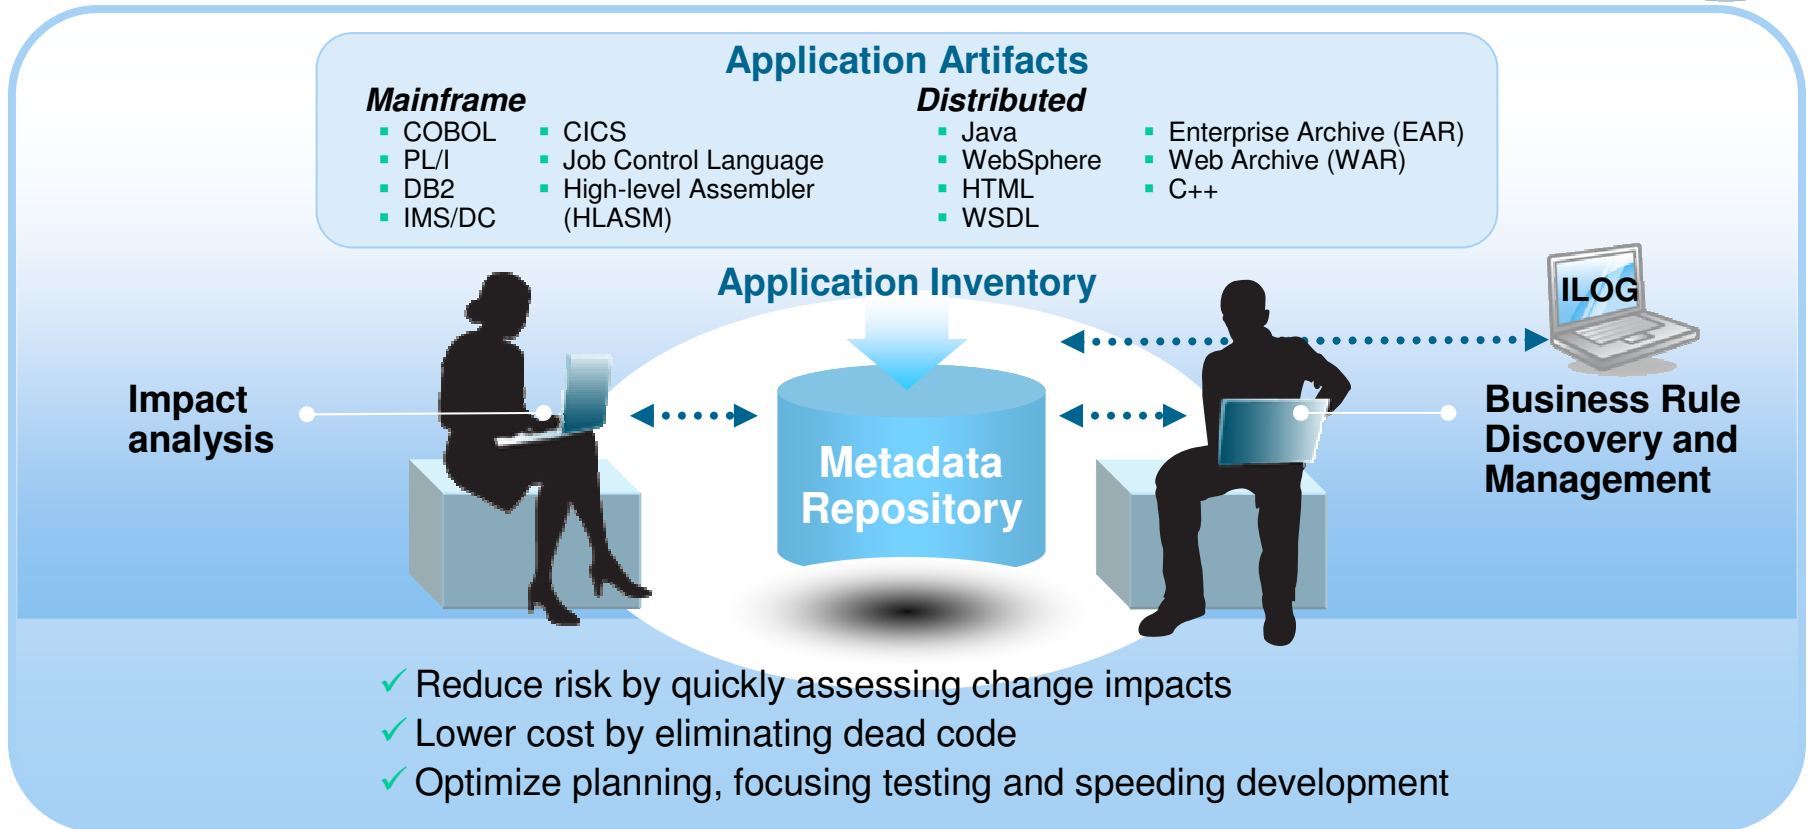 Application Artifacts
Mainframe
COBOL
PL/I
DB2
IMS/DC
CICS
Job Control Language
High-level Assembler
(HLASM)
Distributed
Java
WebSphere
HTML
WSDL
Enterprise Archive (EAR)
Web Archive (WAR)
C++
Application Inventory
ILOG
Impact
analysis
Metadata
Repository
Business Rule
Discovery and
Management
✓ Reduce risk by quickly assessing change impacts
✓ Lower cost by eliminating dead code
✓ Optimize planning, focusing testing and speeding development